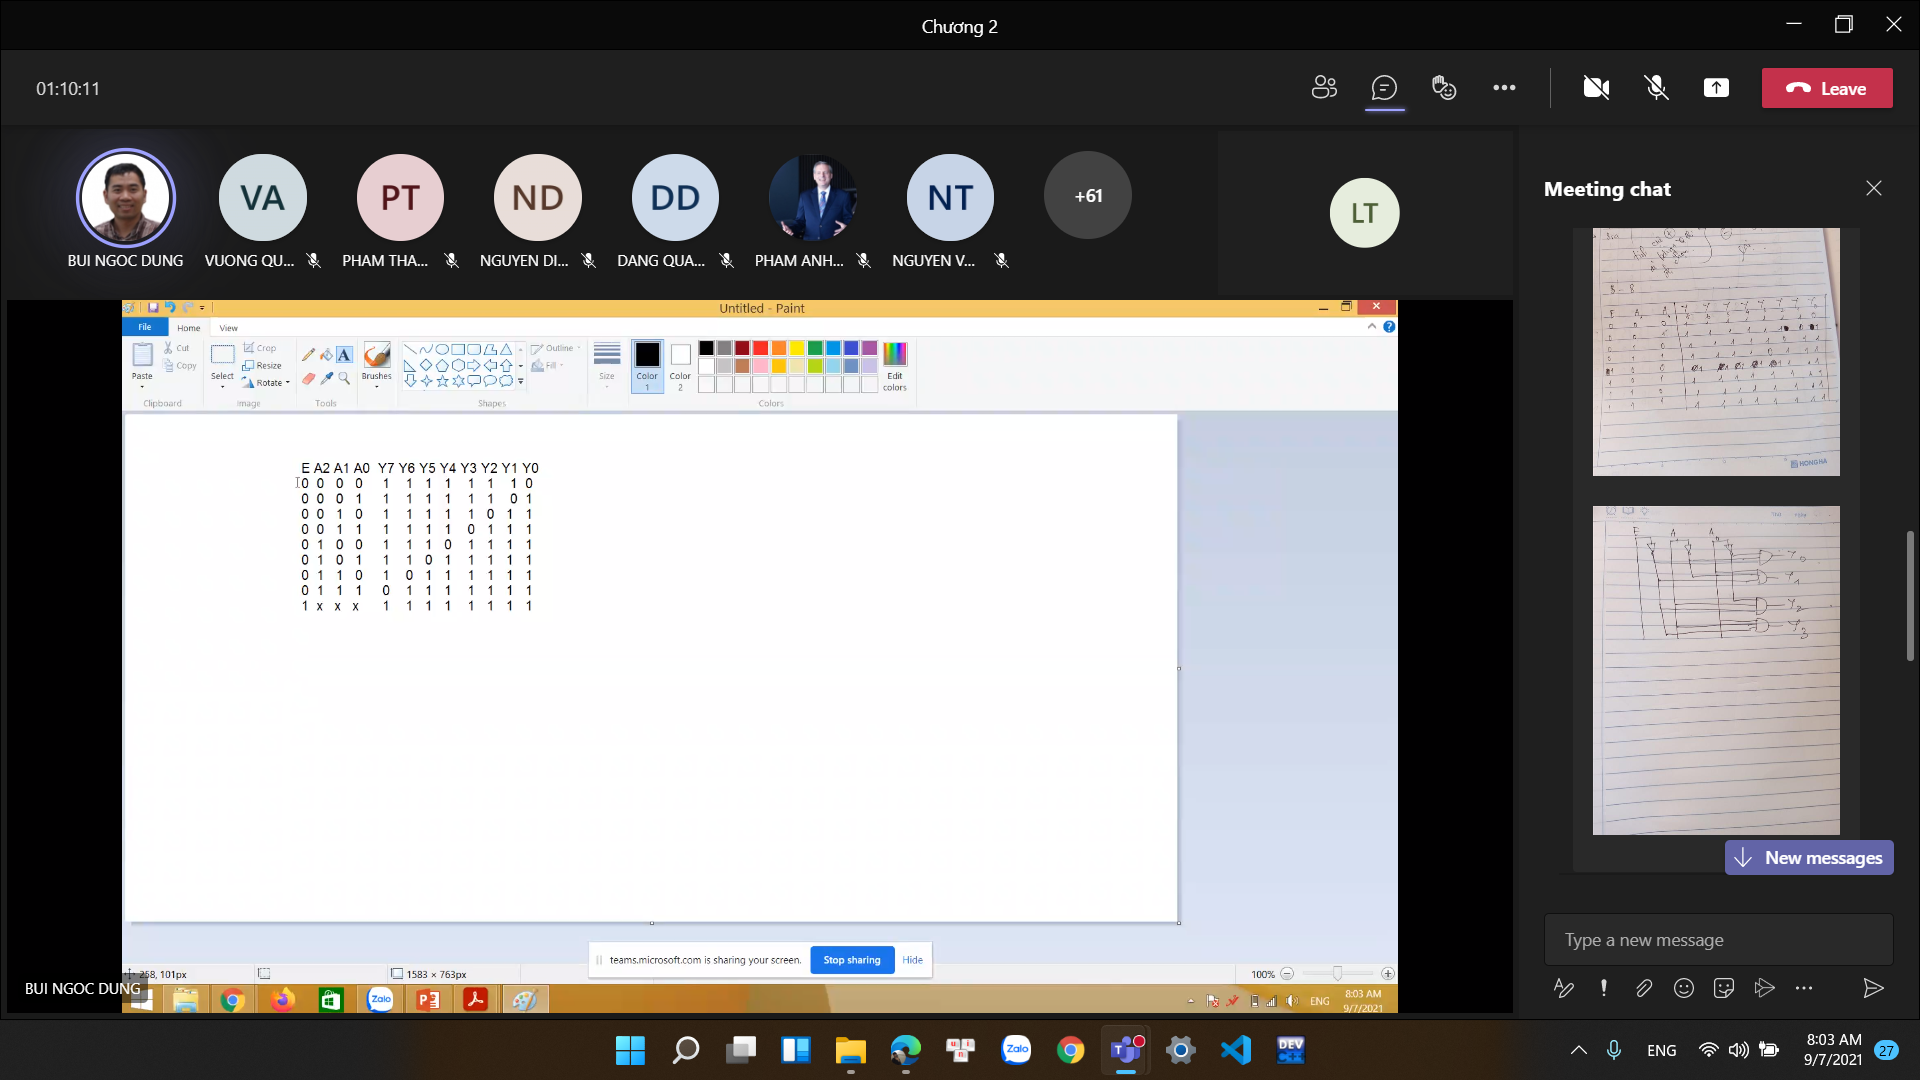 Chương 2
01:10:11
Leave
VA
PT
ND
DD
NT
+61
LT
BUI NGOC DUNG
VUONG QU...
PHAM THA...
NGUYEN DI...
DANG QUA...
PHAM ANH...
NGUYEN V...
Meeting chat
Untitled - Paint
File Home View
Paste
Cut
Copy
Clipboard
Select
Crop
Resize
Rotate
Image
Tools
Brushes
Shapes
Outline
Fill
Size
Color 1
Color 2
Colors
Edit colors
E A2 A1 A0 Y7 Y6 Y5 Y4 Y3 Y2 Y1 Y0
0 0 0 0 1 1 1 1 1 1 1 0
0 0 0 1 1 1 1 1 1 1 0 1
0 0 1 0 1 1 1 1 1 0 1 1
0 0 1 1 1 1 1 1 0 1 1 1
0 1 0 0 1 1 1 0 1 1 1 1
0 1 0 1 1 1 0 1 1 1 1 1
0 1 1 0 1 0 1 1 1 1 1 1
0 1 1 1 0 1 1 1 1 1 1 1
1 x x x 1 1 1 1 1 1 1 1
HONGHA
New messages
Type a new message
teams.microsoft.com is sharing your screen. Stop sharing Hide
258, 101px
1583 × 763px
100%
BUI NGOC DUNG
Zalo
ENG
8:03 AM
9/7/2021
Zalo
DEV C++
ENG
8:03 AM
9/7/2021
27